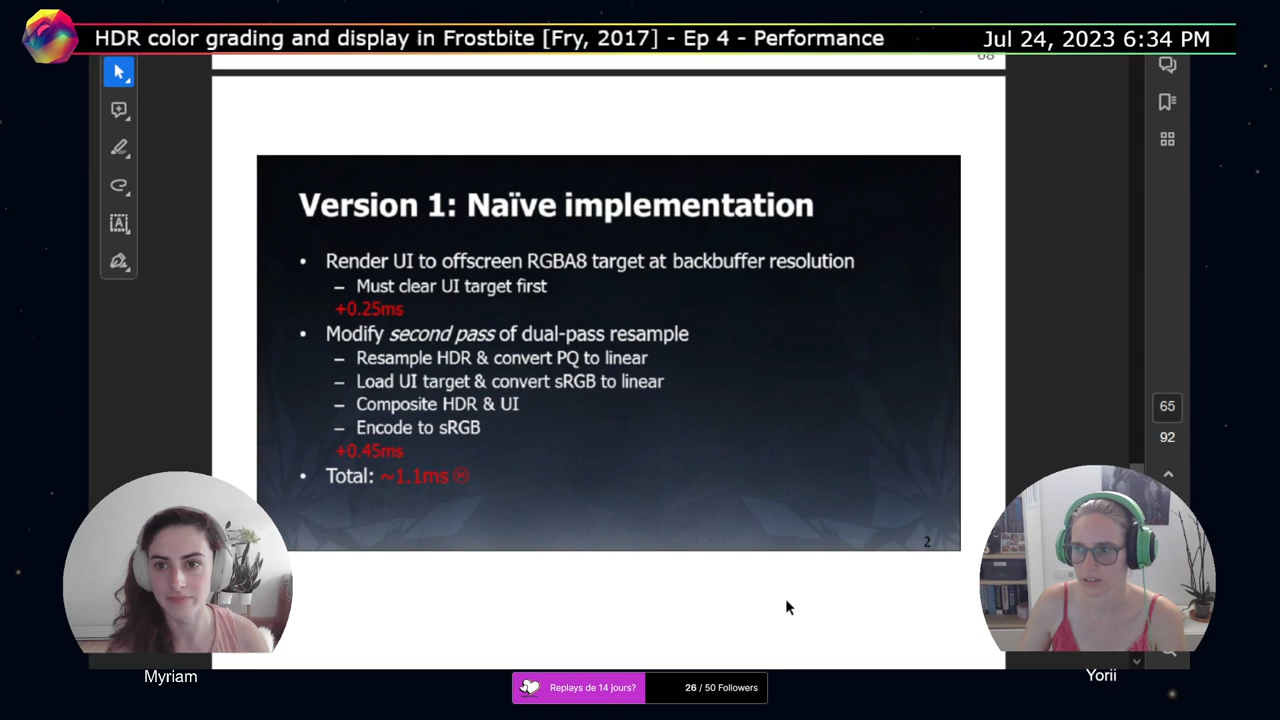 HDR color grading and display in Frostbite [Fry, 2017] - Ep 4 - Performance
Jul 24, 2023 6:34 PM
Version 1: Naïve implementation
• Render UI to offscreen RGBA8 target at backbuffer resolution
– Must clear UI target first
+0.25ms
• Modify second pass of dual-pass resample
– Resample HDR & convert PQ to linear
– Load UI target & convert sRGB to linear
– Composite HDR & UI
– Encode to sRGB
+0.45ms
• Total: ~1.1ms ☹
2
65
92
Myriam
Yorii
Replays de 14 jours?
26 / 50 Followers